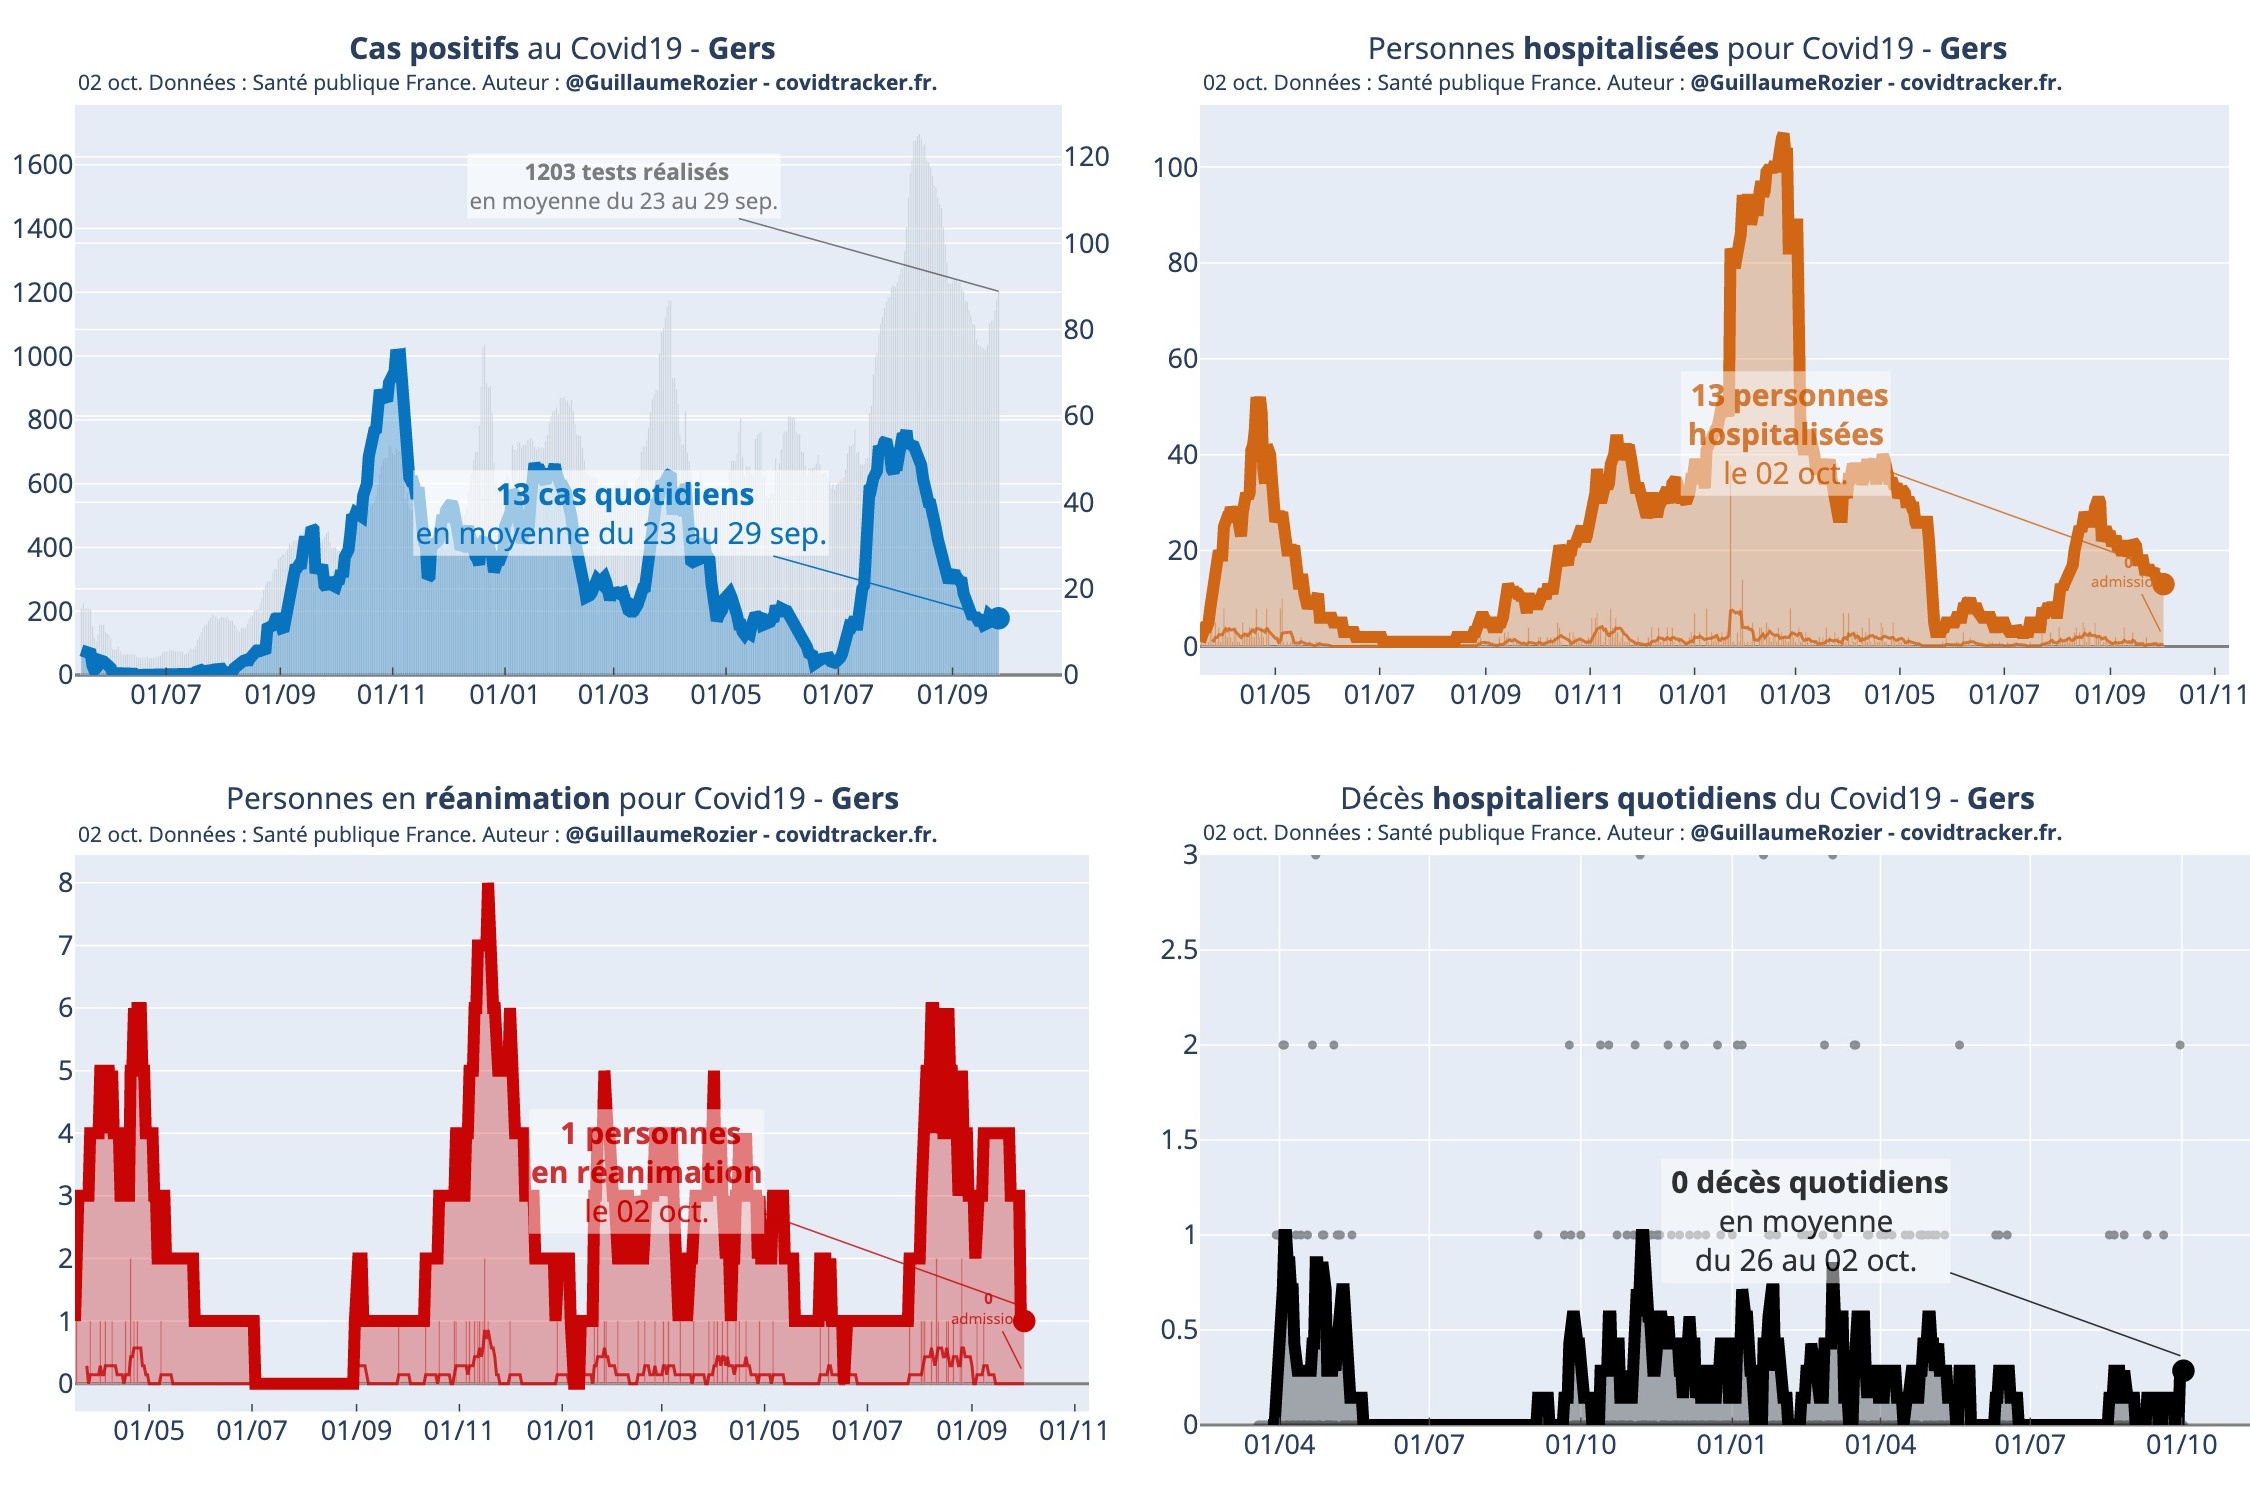 Cas positifs au Covid19 - Gers
02 oct. Données : Santé publique France. Auteur : @GuillaumeRozier - covidtracker.fr.
1600
1400
1200
1000
800
600
400
200
0
120
100
80
60
40
20
0
1203 tests réalisés
en moyenne du 23 au 29 sep.
13 cas quotidiens
en moyenne du 23 au 29 sep.
01/07 01/09 01/11 01/01 01/03 01/05 01/07 01/09
Personnes hospitalisées pour Covid19 - Gers
02 oct. Données : Santé publique France. Auteur : @GuillaumeRozier - covidtracker.fr.
100
80
60
40
20
0
13 personnes
hospitalisées
le 02 oct.
0
admissio
01/05 01/07 01/09 01/11 01/01 01/03 01/05 01/07 01/09 01/11
Personnes en réanimation pour Covid19 - Gers
02 oct. Données : Santé publique France. Auteur : @GuillaumeRozier - covidtracker.fr.
8
7
6
5
4
3
2
1
0
1 personnes
en réanimation
le 02 oct.
0
admissio
01/05 01/07 01/09 01/11 01/01 01/03 01/05 01/07 01/09 01/11
Décès hospitaliers quotidiens du Covid19 - Gers
02 oct. Données : Santé publique France. Auteur : @GuillaumeRozier - covidtracker.fr.
3
2.5
2
1.5
1
0.5
0
0 décès quotidiens
en moyenne
du 26 au 02 oct.
01/04 01/07 01/10 01/01 01/04 01/07 01/10